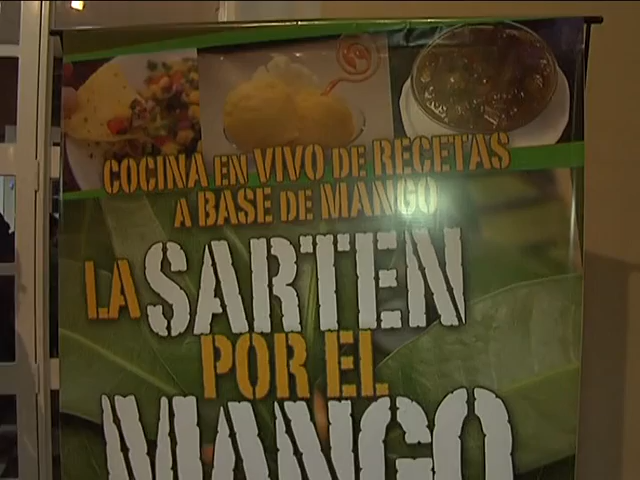 COCINA EN VIVO DE RECETAS
A BASE DE MANGO
LA SARTEN
POR EL
MANGO